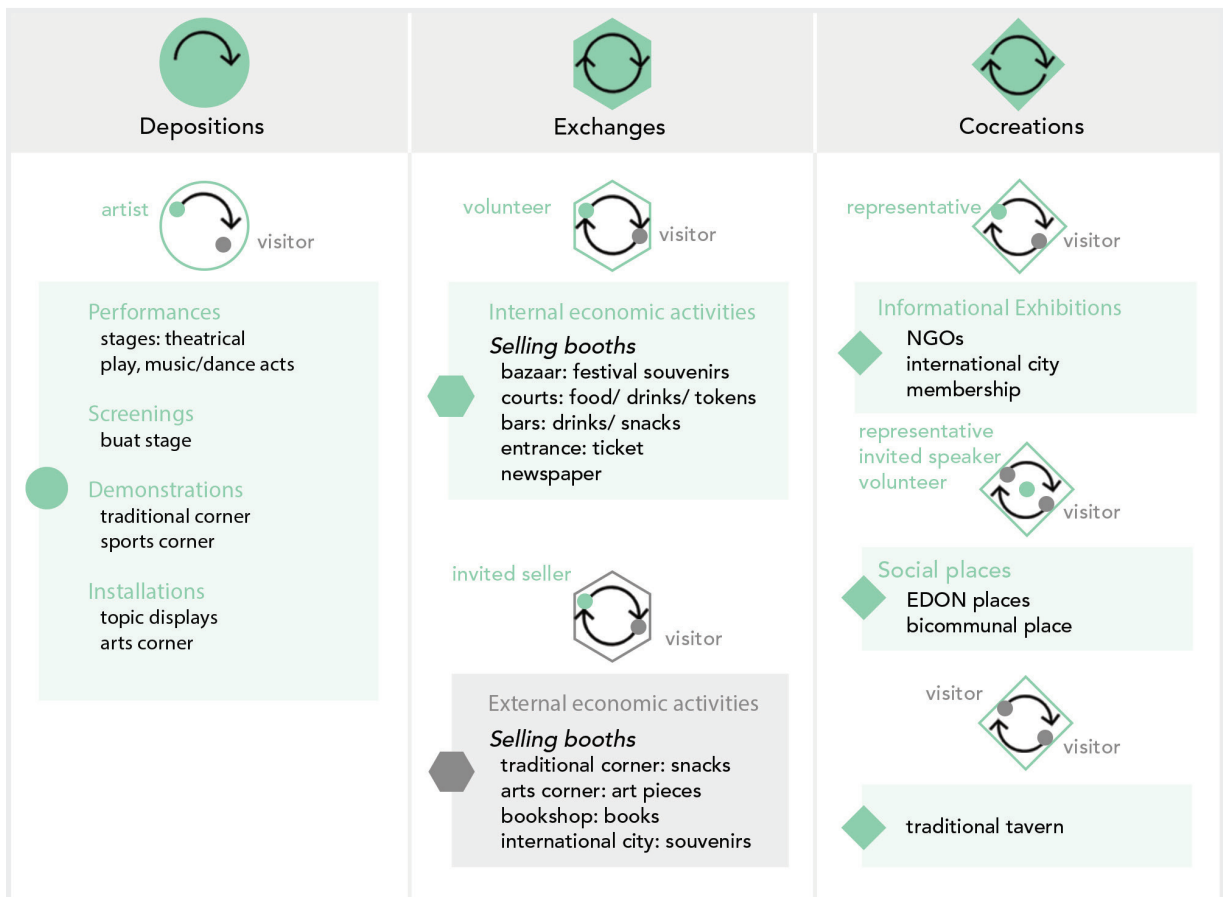 Depositions
artist
visitor
Performances
stages: theatrical
play, music/dance acts
Screenings
buat stage
Demonstrations
traditional corner
sports corner
Installations
topic displays
arts corner
Exchanges
volunteer
visitor
Internal economic activities
Selling booths
bazaar: festival souvenirs
courts: food/ drinks/ tokens
bars: drinks/ snacks
entrance: ticket
newspaper
invited seller
visitor
External economic activities
Selling booths
traditional corner: snacks
arts corner: art pieces
bookshop: books
international city: souvenirs
Cocreations
representative
visitor
Informational Exhibitions
NGOs
international city
membership
representative
invited speaker
volunteer
visitor
Social places
EDON places
bicommunal place
visitor
visitor
traditional tavern